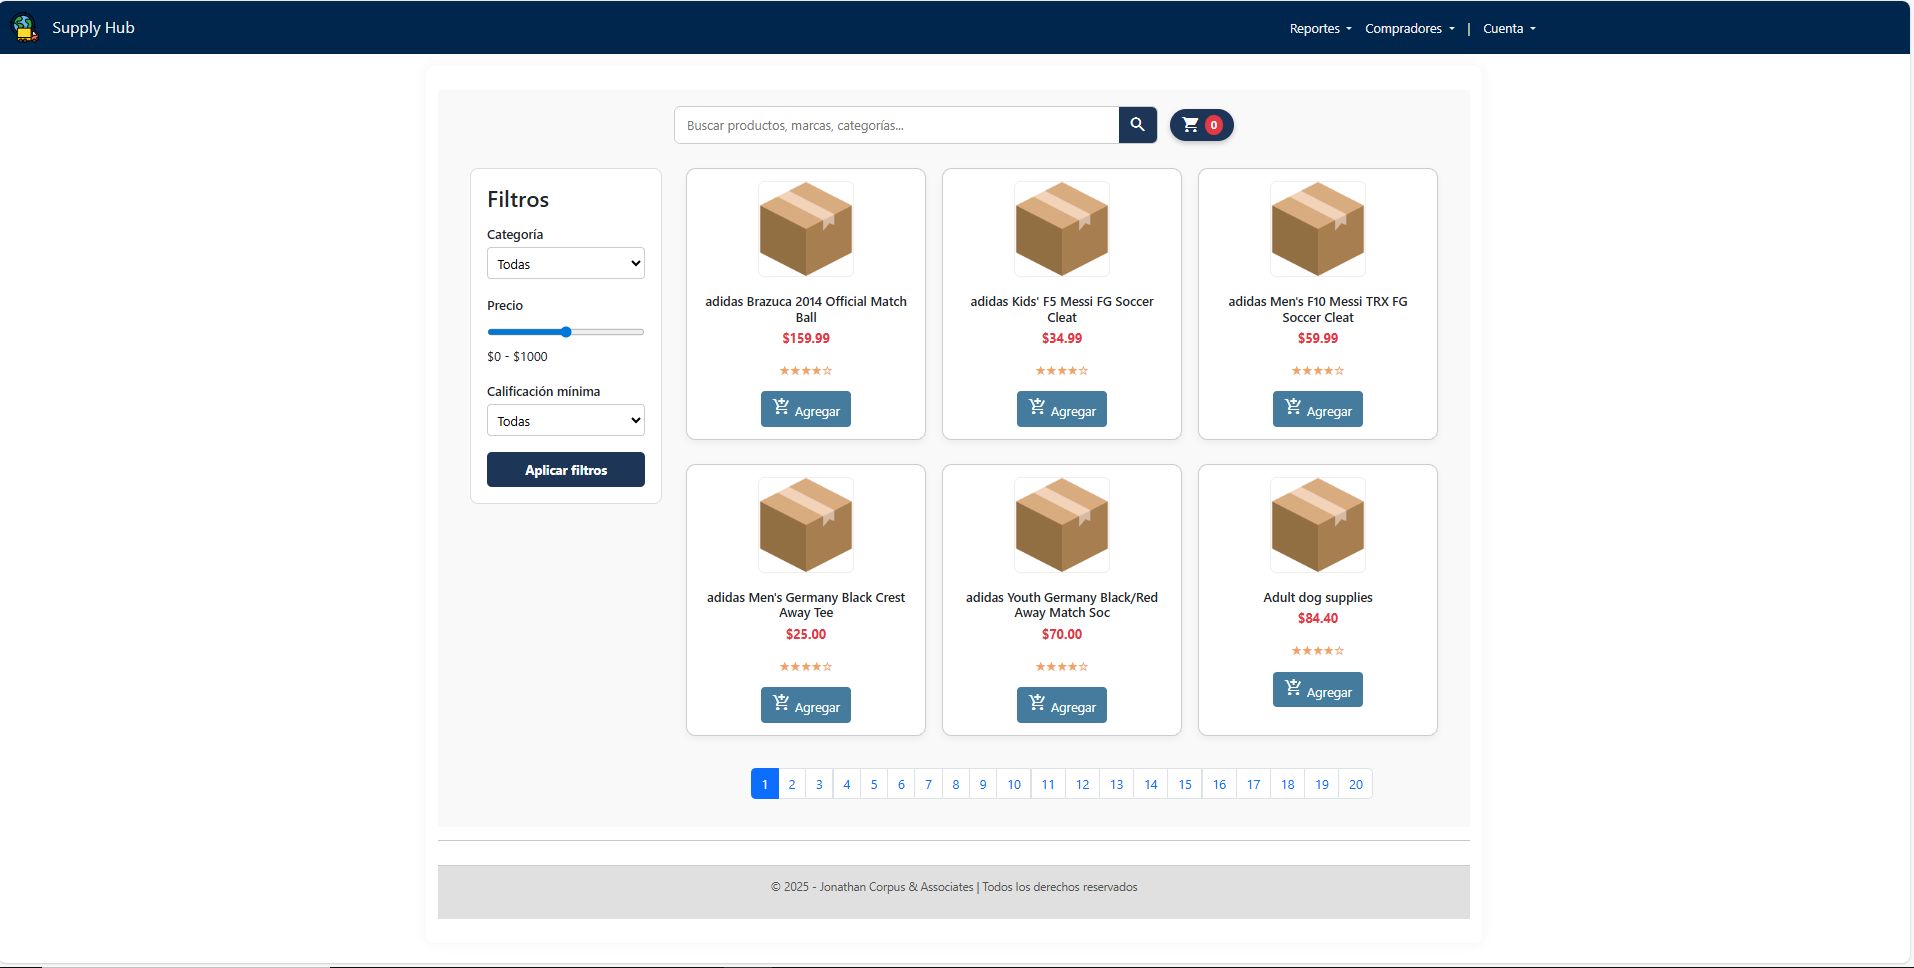 Supply Hub
Reportes
Compradores
|
Cuenta
Buscar productos, marcas, categorías...
0
Filtros
Categoría
Todas
Precio
$0 - $1000
Calificación mínima
Todas
Aplicar filtros
adidas Brazuca 2014 Official Match
Ball
$159.99
★★★★☆
Agregar
adidas Kids' F5 Messi FG Soccer
Cleat
$34.99
★★★★☆
Agregar
adidas Men's F10 Messi TRX FG
Soccer Cleat
$59.99
★★★★☆
Agregar
adidas Men's Germany Black Crest
Away Tee
$25.00
★★★★☆
Agregar
adidas Youth Germany Black/Red
Away Match Soc
$70.00
★★★★☆
Agregar
Adult dog supplies
$84.40
★★★★☆
Agregar
1 2 3 4 5 6 7 8 9 10 11 12 13 14 15 16 17 18 19 20
© 2025 - Jonathan Corpus & Associates | Todos los derechos reservados